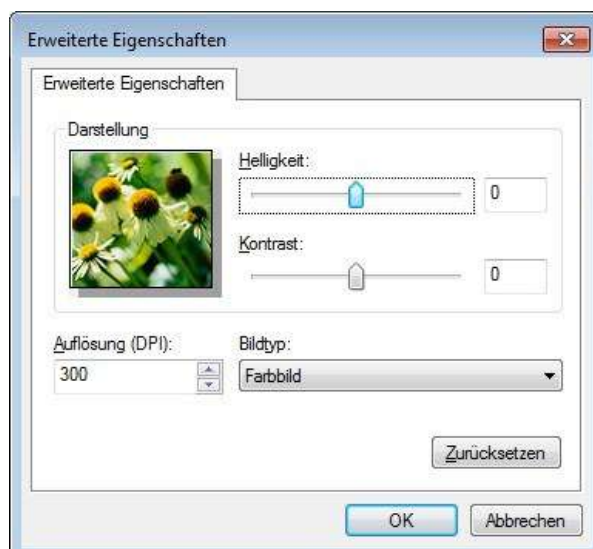 Erweiterte Eigenschaften
Erweiterte Eigenschaften
Darstellung
Helligkeit:
0
Kontrast:
0
Auflösung (DPI):
Bildtyp:
300
Farbbild
Zurücksetzen
OK
Abbrechen